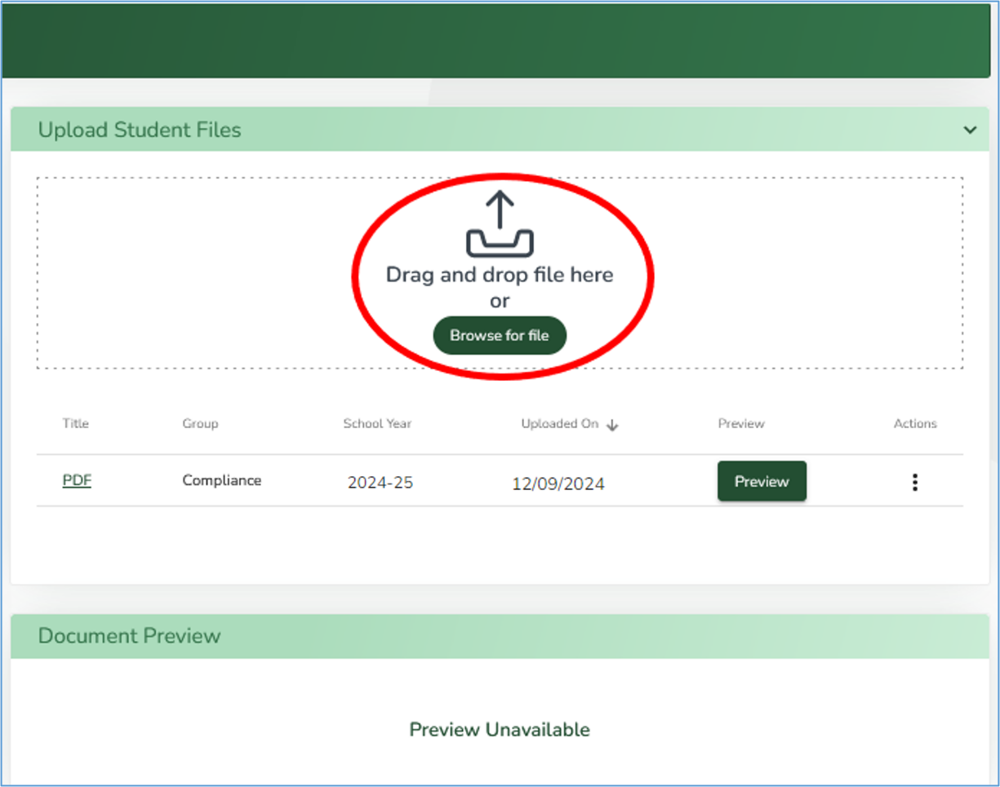 Upload Student Files
Drag and drop file here
or
Browse for file
Title Group School Year Uploaded On Preview Actions
PDF Compliance 2024-25 12/09/2024 Preview
Document Preview
Preview Unavailable